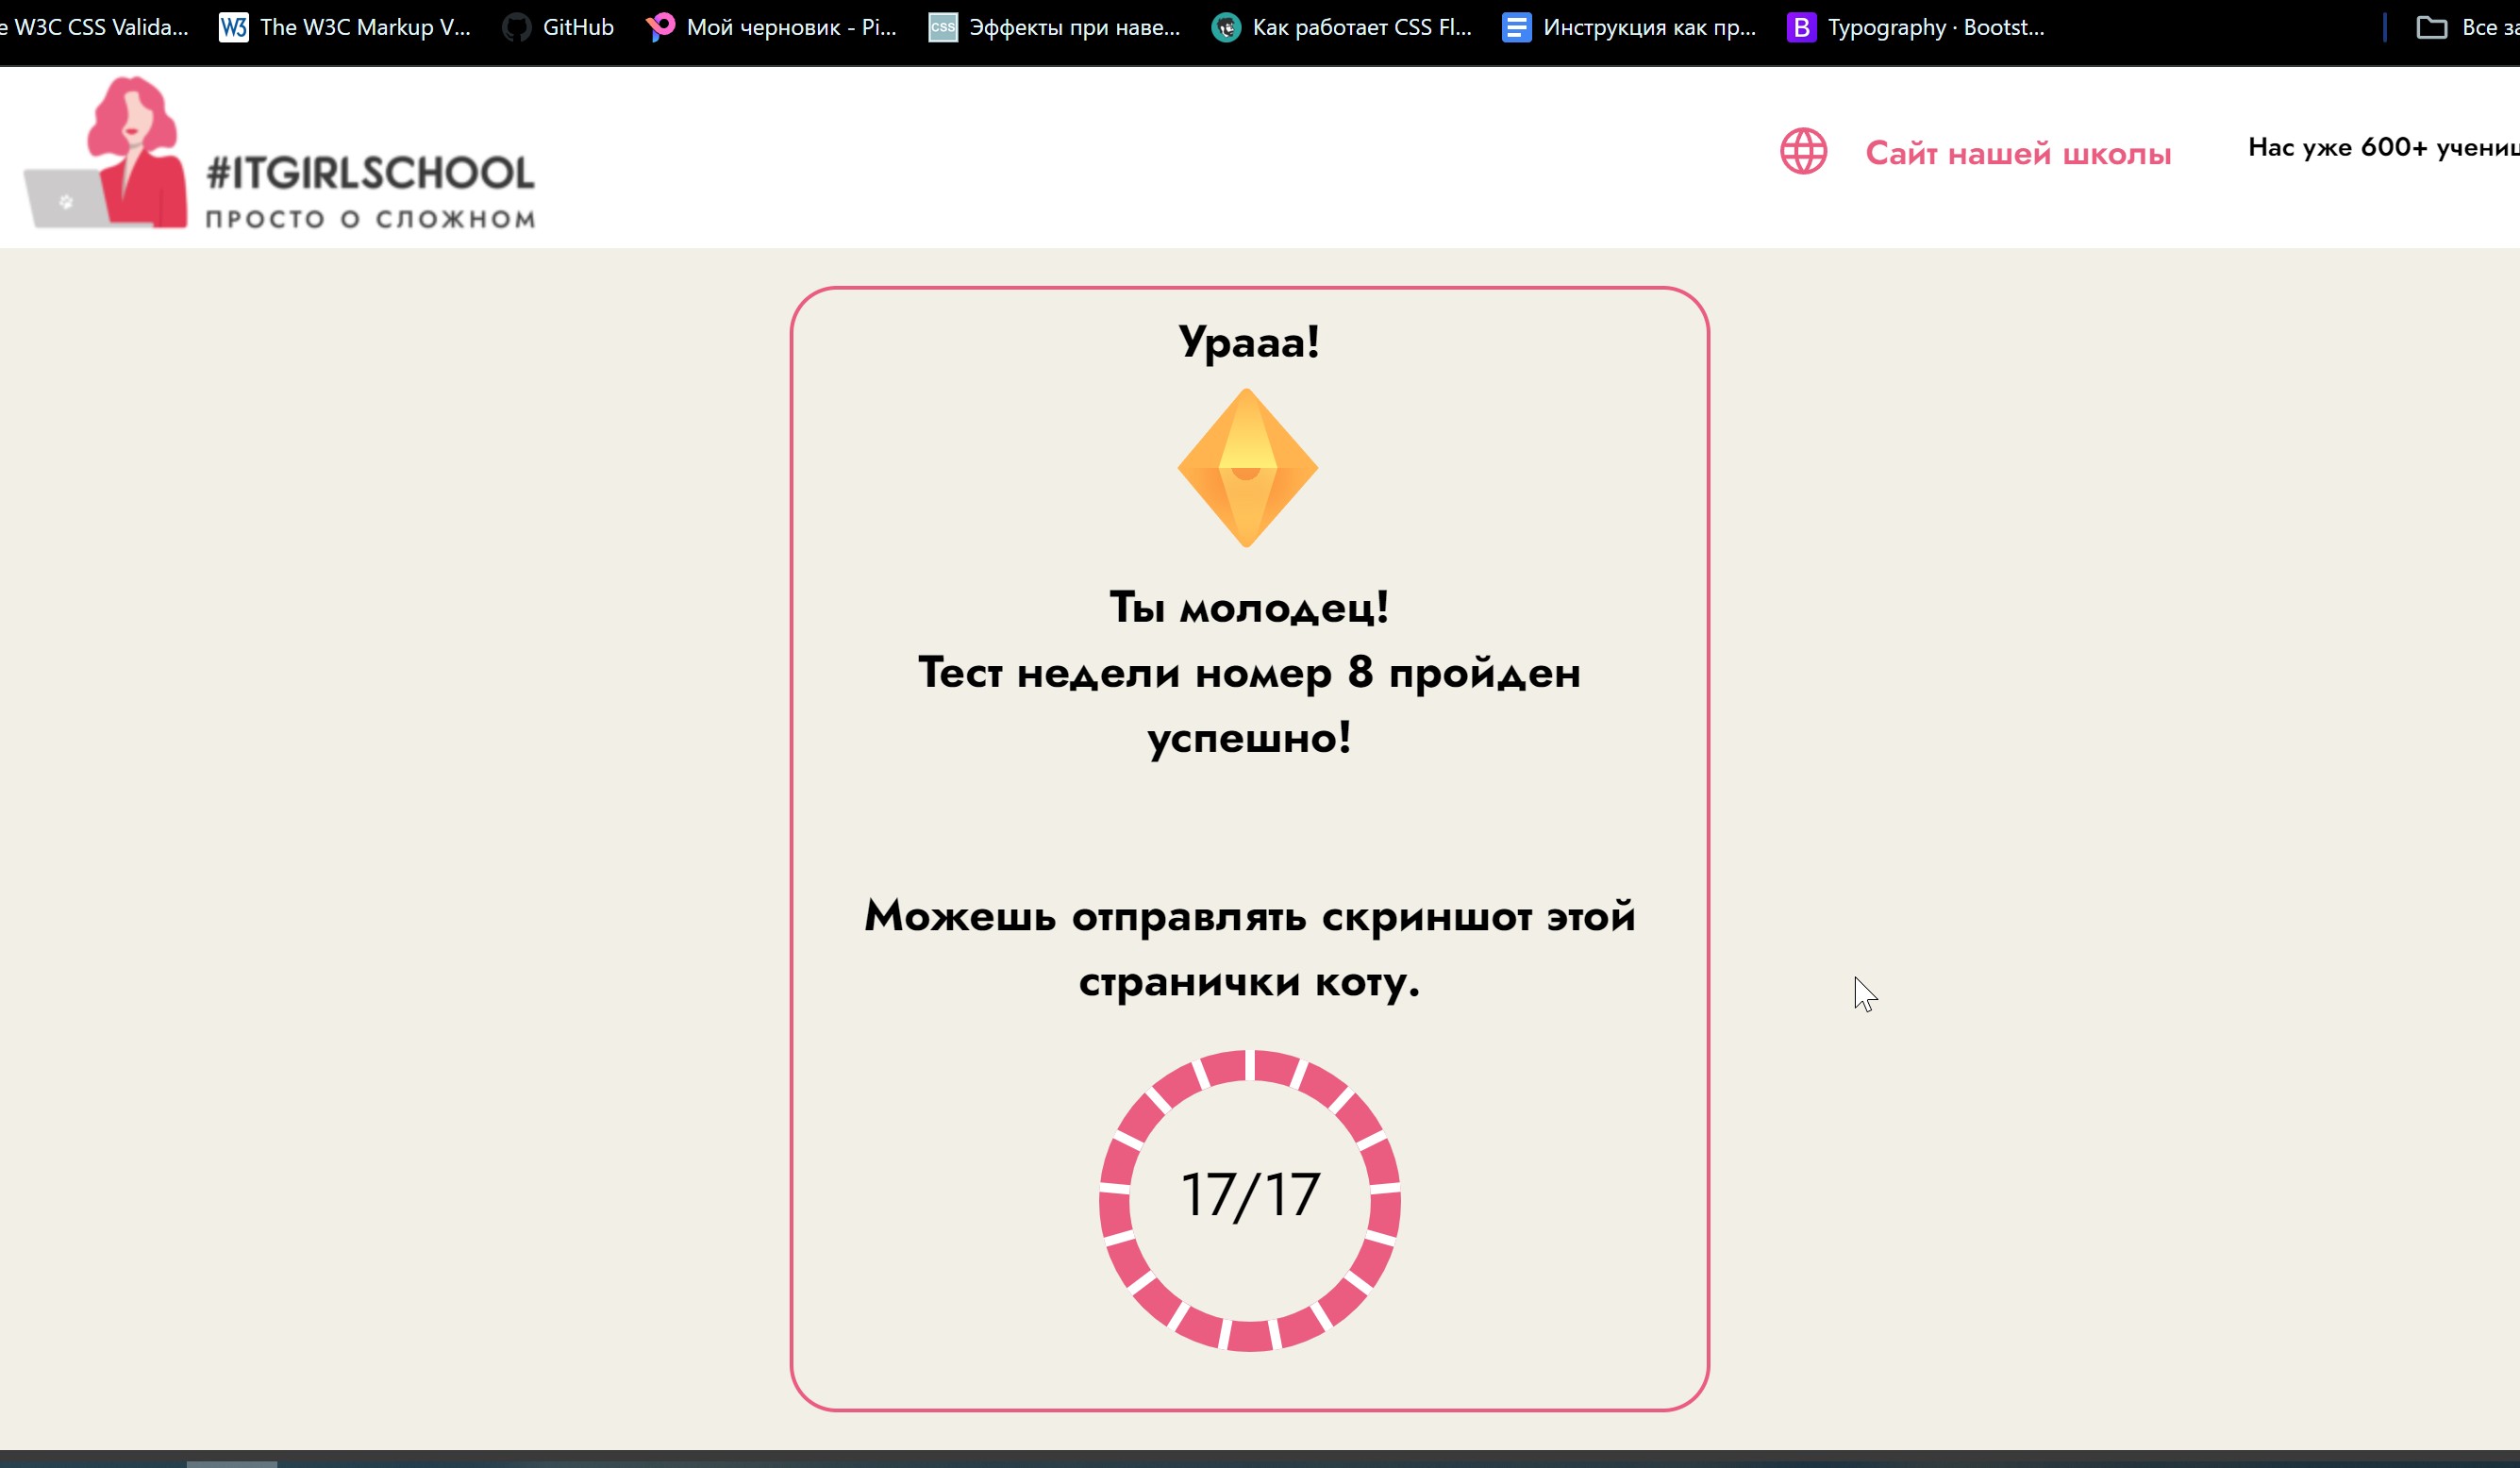 e W3C CSS Valida... The W3C Markup V... GitHub Мой черновик - Pi... CSS Эффекты при наве... Как работает CSS Fl... Инструкция как пр... B Typography · Bootst... Все за
#ITGIRLSCHOOL
ПРОСТО О СЛОЖНОМ
Сайт нашей школы
Нас уже 600+ учениц
Урааа!
Ты молодец!
Тест недели номер 8 пройден
успешно!
Можешь отправлять скриншот этой
странички коту.
17/17